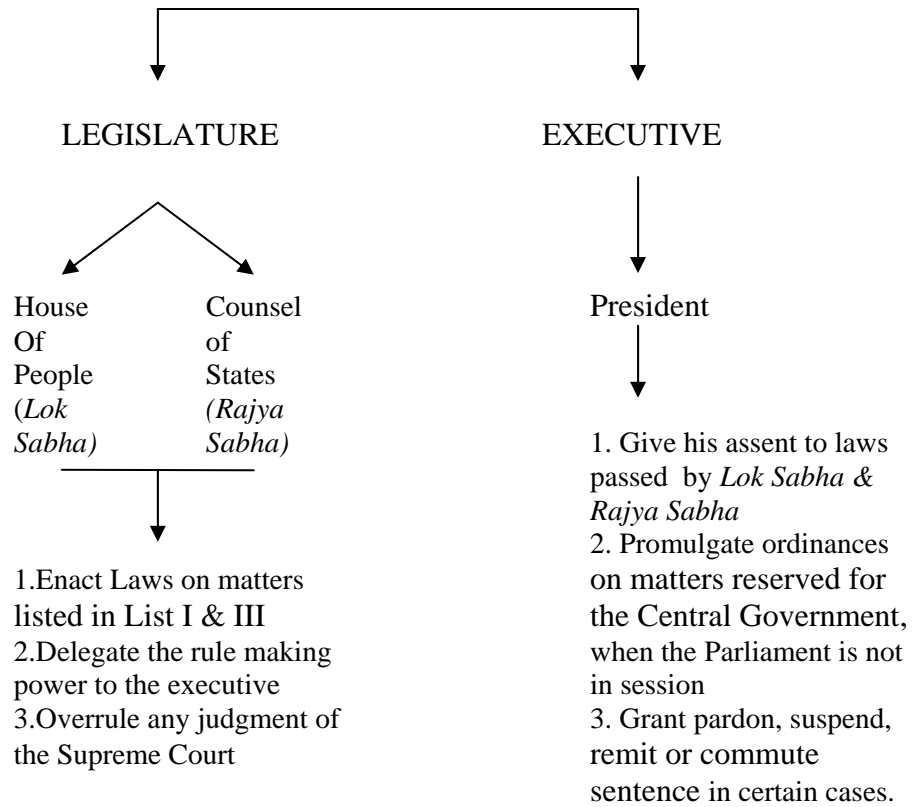 LEGISLATURE
EXECUTIVE
House
Of
People
(Lok
Sabha)
Counsel
of
States
(Rajya
Sabha)
President
1.Enact Laws on matters
listed in List I & III
2.Delegate the rule making
power to the executive
3.Overrule any judgment of
the Supreme Court
1. Give his assent to laws
passed by Lok Sabha &
Rajya Sabha
2. Promulgate ordinances
on matters reserved for
the Central Government,
when the Parliament is not
in session
3. Grant pardon, suspend,
remit or commute
sentence in certain cases.